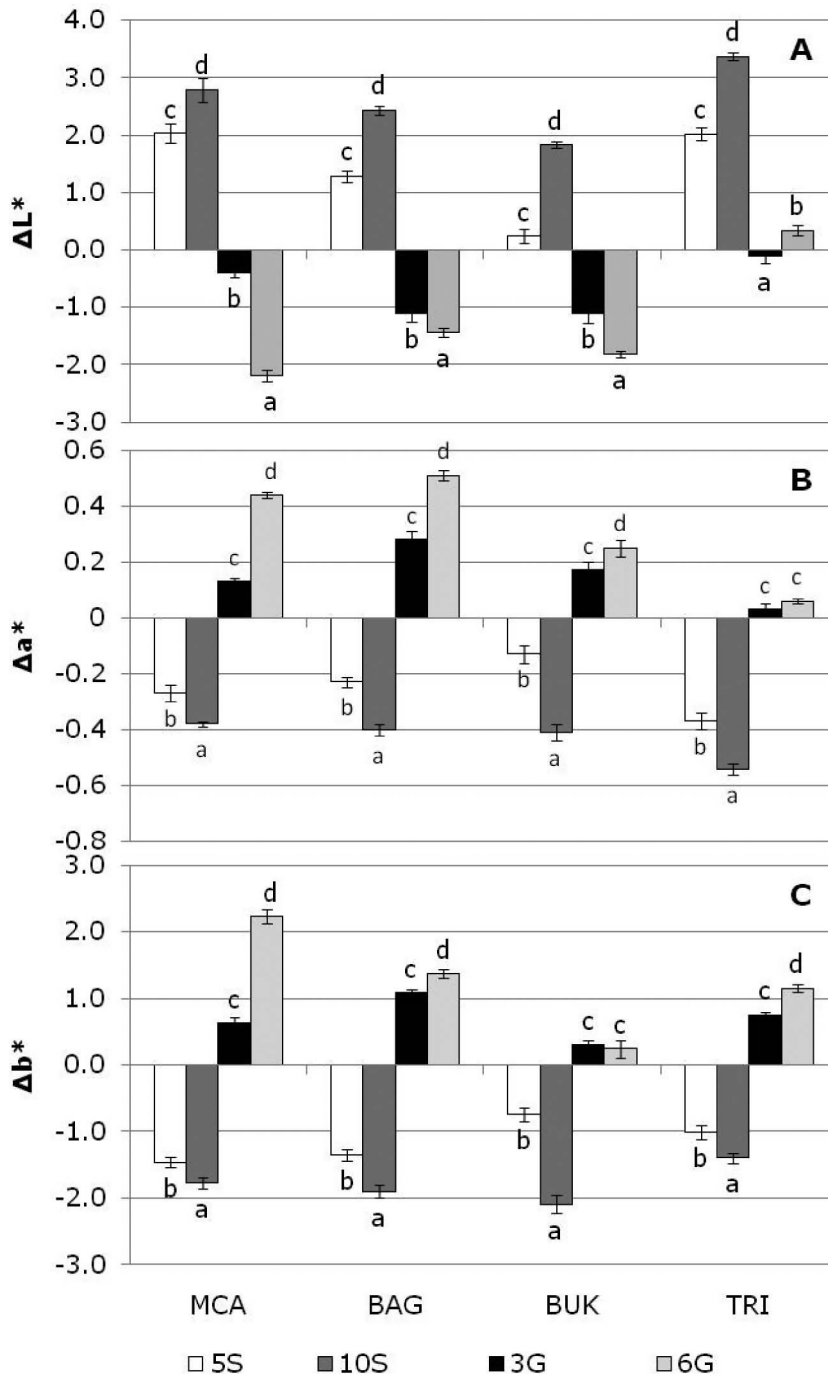 4.0
3.0
2.0
1.0
0.0
-1.0
-2.0
-3.0
ΔL*
A
c d b a
c d b a
c d b a
c d a b
0.6
0.4
0.2
0
-0.2
-0.4
-0.6
-0.8
Δa*
B
b a c d
b a c d
b a c d
b a c c
3.0
2.0
1.0
0.0
-1.0
-2.0
-3.0
Δb*
C
b a c d
b a c d
b a c c
b a c d
MCA BAG BUK TRI
5S 10S 3G 6G